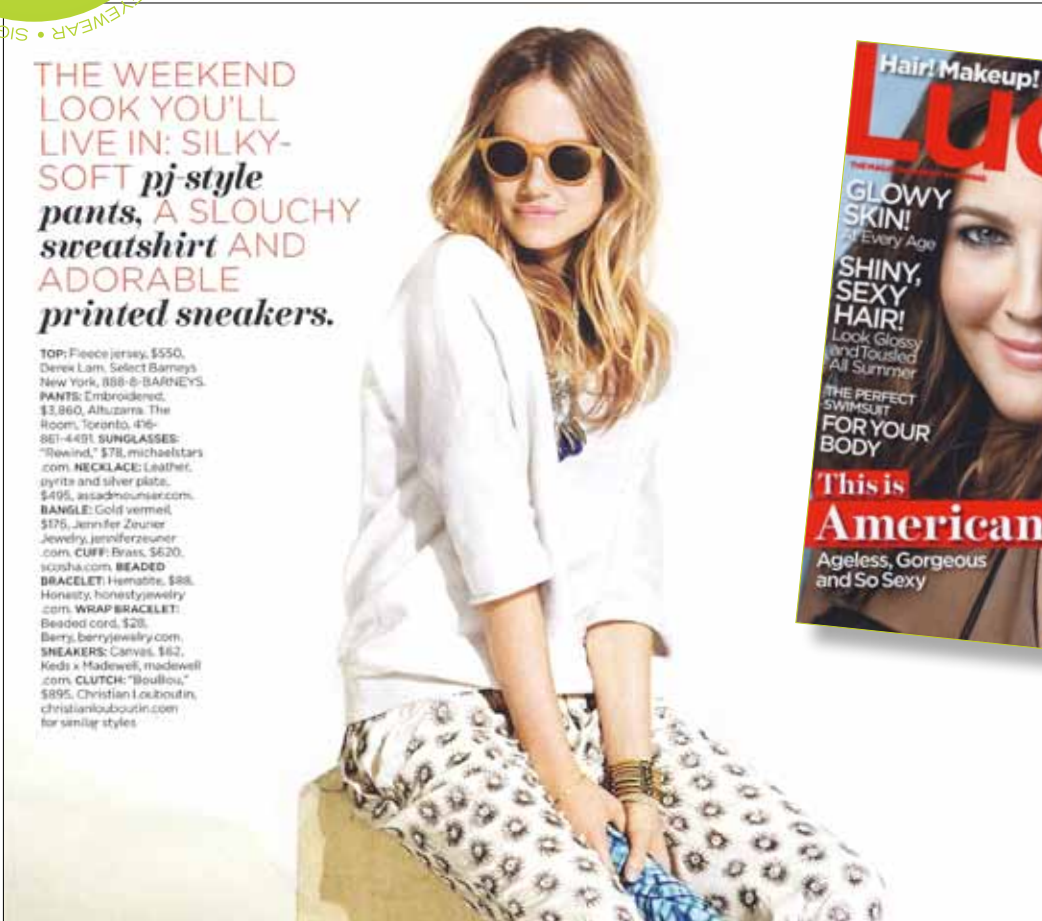 EYEWEAR • SIG
THE WEEKEND
LOOK YOU'LL
LIVE IN: SILKY-
SOFT pj-style
pants, A SLOUCHY
sweatshirt AND
ADORABLE
printed sneakers.
TOP: Fleece jersey, $550,
Derek Lam. Select Barneys
New York, 888-8-BARNEYS.
PANTS: Embroidered,
$3,860, Altuzarra. The
Room, Toronto, 416-
861-4491. SUNGLASSES:
"Rewind," $78, michaelstars
.com. NECKLACE: Leather,
pyrite and silver plate,
$495, assadmounser.com.
BANGLE: Gold vermeil,
$175, Jennifer Zeuner
Jewelry, jenniferzeuner
.com. CUFF: Brass, $620,
scosha.com. BEADED
BRACELET: Hematite, $88,
Honesty, honestyjewelry
.com. WRAP BRACELET:
Beaded cord, $28,
Berry, berryjewelry.com.
SNEAKERS: Canvas, $62,
Keds x Madewell, madewell
.com. CLUTCH: "Bouillou,"
$895, Christian Louboutin,
christianlouboutin.com
for similar styles
Hair! Makeup!
Luc
GLOWY
SKIN!
At Every Age
SHINY,
SEXY
HAIR!
Look Glossy
and Tousled
All Summer
THE PERFECT
SWIMSUIT
FOR YOUR
BODY
This is
American
Ageless, Gorgeous
and So Sexy